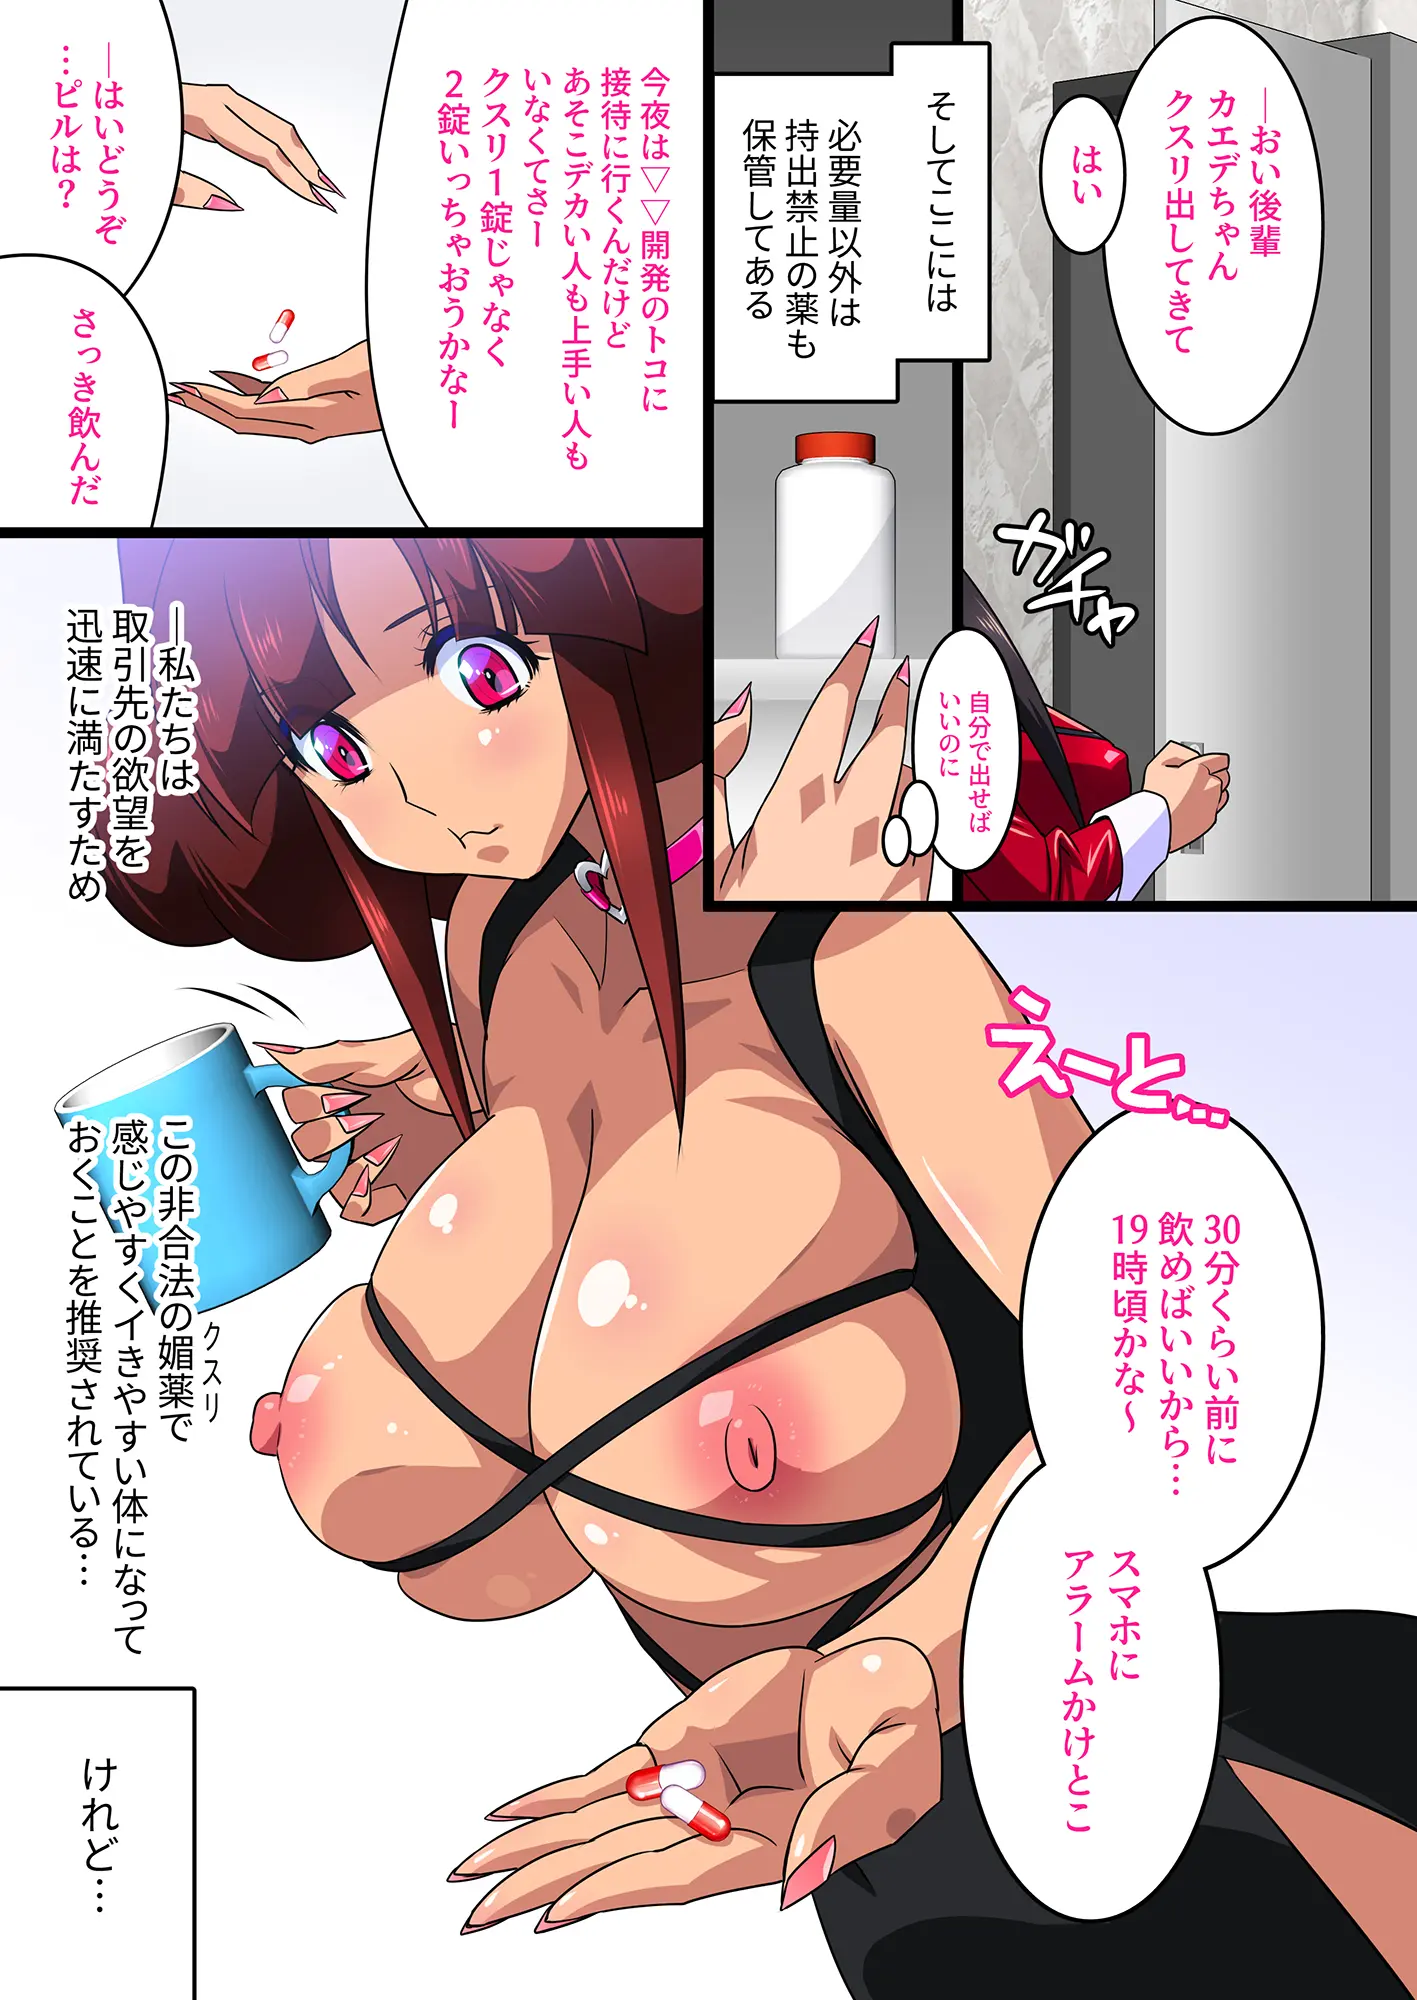 ―おい後輩
カエデちゃん
クスリ出してきて
はい
ガチャ
そしてここには
必要量以外は
持出禁止の薬も
保管してある
自分で出せば
いいのに
今夜は▽▽開発のトコに
接待に行くんだけど
あそこデカい人も上手い人も
いなくてさー
クスリ1錠じゃなく
2錠いっちゃおうかなー
―はいどうぞ
…ピルは？
さっき飲んだ
えーと…
30分くらい前に
飲めばいいから…
19時頃かな～
スマホに
アラームかけとこ
―私たちは
取引先の欲望を
迅速に満たすため
クスリ
この非合法の媚薬で
感じやすくイきやすい体になって
おくことを推奨されている…
けれど…